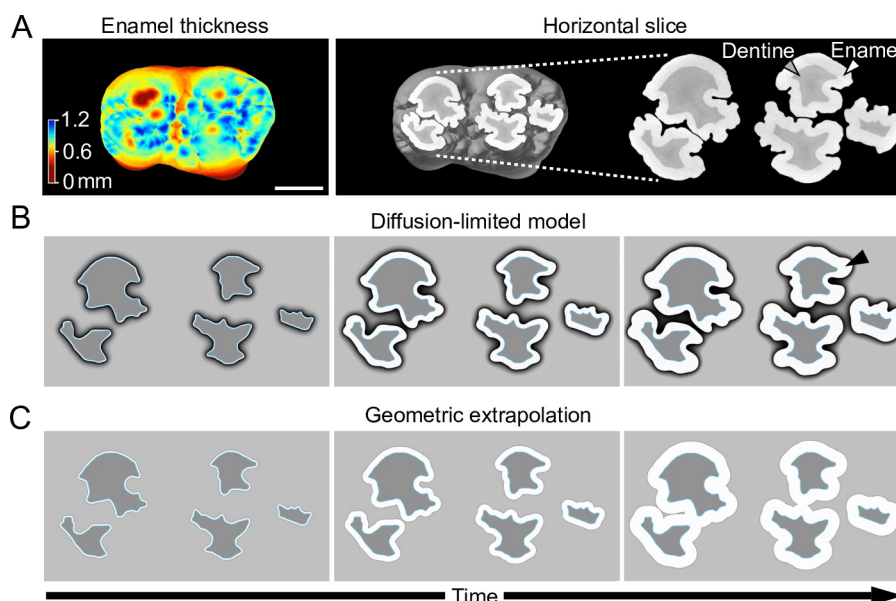 A
Enamel thickness
Horizontal slice
Dentine
Ename
1.2
0.6
0 mm
B
Diffusion-limited model
C
Geometric extrapolation
Time